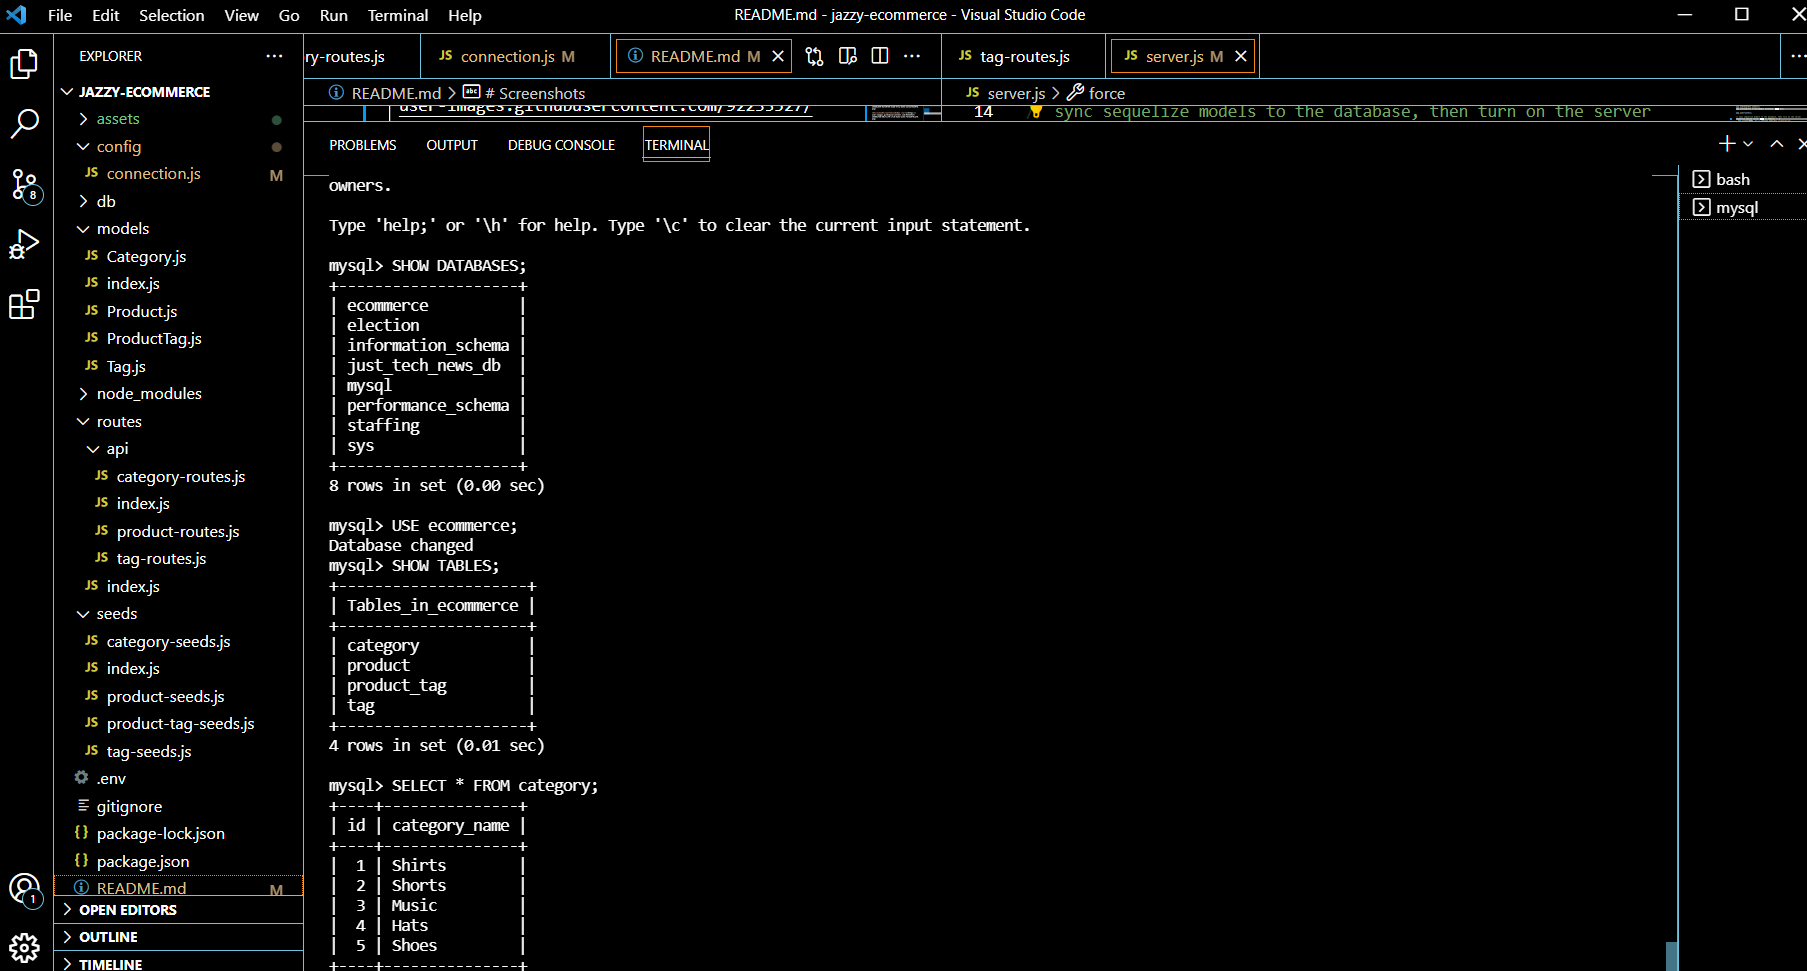 File Edit Selection View Go Run Terminal Help
README.md - jazzy-ecommerce - Visual Studio Code
EXPLORER
JAZZY-ECOMMERCE
assets
config
JS connection.js M
db
models
JS Category.js
JS index.js
JS Product.js
JS ProductTag.js
JS Tag.js
node_modules
routes
api
JS category-routes.js
JS index.js
JS product-routes.js
JS tag-routes.js
JS index.js
seeds
JS category-seeds.js
JS index.js
JS product-seeds.js
JS product-tag-seeds.js
JS tag-seeds.js
.env
gitignore
{} package-lock.json
{} package.json
README.md M
OPEN EDITORS
OUTLINE
TIMELINE
8
1
ry-routes.js JS connection.js M README.md M JS tag-routes.js JS server.js M
README.md > abc # Screenshots
JS server.js > force
user-images.githubusercontent.com/92235527/
14 sync sequelize models to the database, then turn on the server
PROBLEMS OUTPUT DEBUG CONSOLE TERMINAL
bash
mysql
owners.
Type 'help;' or '\h' for help. Type '\c' to clear the current input statement.
mysql> SHOW DATABASES;
+--------------------+
| ecommerce          |
| election           |
| information_schema |
| just_tech_news_db  |
| mysql              |
| performance_schema |
| staffing           |
| sys                |
+--------------------+
8 rows in set (0.00 sec)
mysql> USE ecommerce;
Database changed
mysql> SHOW TABLES;
+---------------------+
| Tables_in_ecommerce |
+---------------------+
| category            |
| product             |
| product_tag         |
| tag                 |
+---------------------+
4 rows in set (0.01 sec)
mysql> SELECT * FROM category;
+----+---------------+
| id | category_name |
+----+---------------+
|  1 | Shirts        |
|  2 | Shorts        |
|  3 | Music         |
|  4 | Hats          |
|  5 | Shoes         |
+----+---------------+